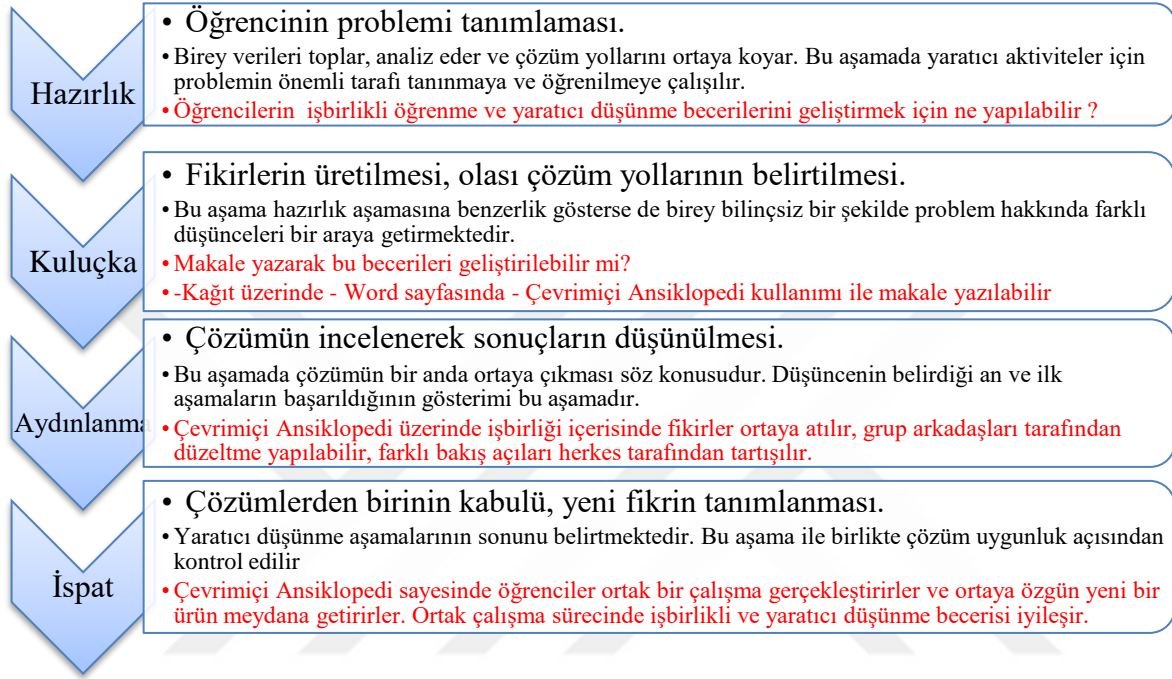 Hazırlık
• Öğrencinin problemi tanımlaması.
• Birey verileri toplar, analiz eder ve çözüm yollarını ortaya koyar. Bu aşamada yaratıcı aktiviteler için
problemin önemli tarafı tanınmaya ve öğrenilmeye çalışılır.
• Öğrencilerin işbirlikli öğrenme ve yaratıcı düşünme becerilerini geliştirmek için ne yapılabilir ?
Kuluçka
• Fikirlerin üretilmesi, olası çözüm yollarının belirtilmesi.
• Bu aşama hazırlık aşamasına benzerlik gösterse de birey bilinçsiz bir şekilde problem hakkında farklı
düşünceleri bir araya getirmektedir.
• Makale yazarak bu becerileri geliştirilebilir mi?
• -Kağıt üzerinde - Word sayfasında - Çevrimiçi Ansiklopedi kullanımı ile makale yazılabilir
Aydınlanma
• Çözümün incelenerek sonuçların düşünülmesi.
• Bu aşamada çözümün bir anda ortaya çıkması söz konusudur. Düşüncenin belirdiği an ve ilk
aşamaların başarıldığının gösterimi bu aşamadır.
• Çevrimiçi Ansiklopedi üzerinde işbirliği içerisinde fikirler ortaya atılır, grup arkadaşları tarafından
düzeltme yapılabilir, farklı bakış açıları herkes tarafından tartışılır.
İspat
• Çözümlerden birinin kabulü, yeni fikrin tanımlanması.
• Yaratıcı düşünme aşamalarının sonunu belirtmektedir. Bu aşama ile birlikte çözüm uygunluk açısından
kontrol edilir
• Çevrimiçi Ansiklopedi sayesinde öğrenciler ortak bir çalışma gerçekleştirirler ve ortaya özgün yeni bir
ürün meydana getirirler. Ortak çalışma sürecinde işbirlikli ve yaratıcı düşünme becerisi iyileşir.